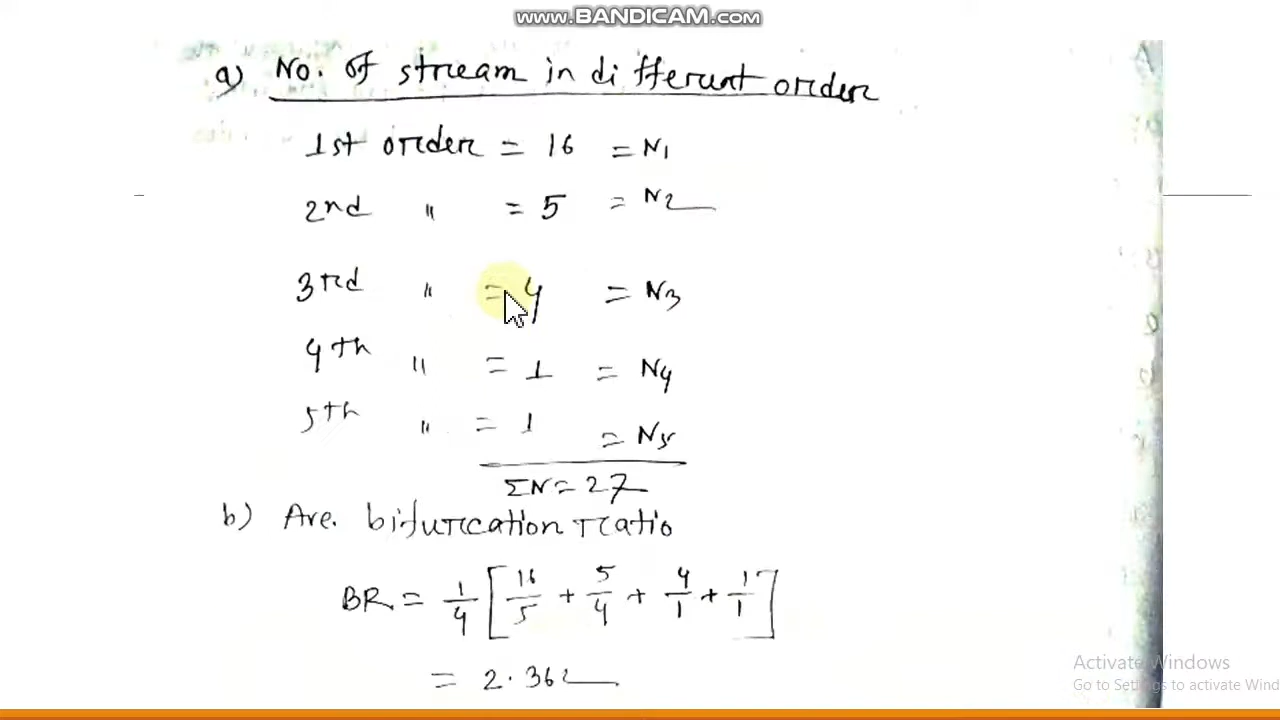 www.BANDICAM.com
a) No. of stream in different order
1st order = 16 = N1
2nd " = 5 = N2
3rd " = 4 = N3
4th " = 1 = N4
5th " = 1 = N5
ΣN = 27
b) Ave. bifurcation ratio
BR = 1/4 [16/5 + 5/4 + 4/1 + 1/1]
= 2.362
Activate Windows
Go to Settings to activate Wind